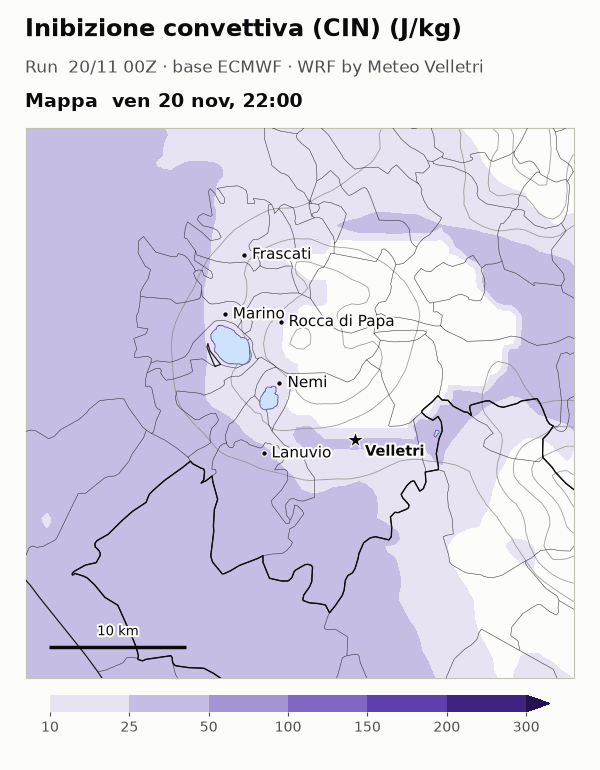 Inibizione convettiva (CIN) (J/kg)
Run  20/11 00Z · base ECMWF · WRF by Meteo Velletri
Mappa  ven 20 nov, 22:00
Frascati
Marino
Rocca di Papa
Nemi
Velletri
Lanuvio
10 km
10 25 50 100 150 200 300